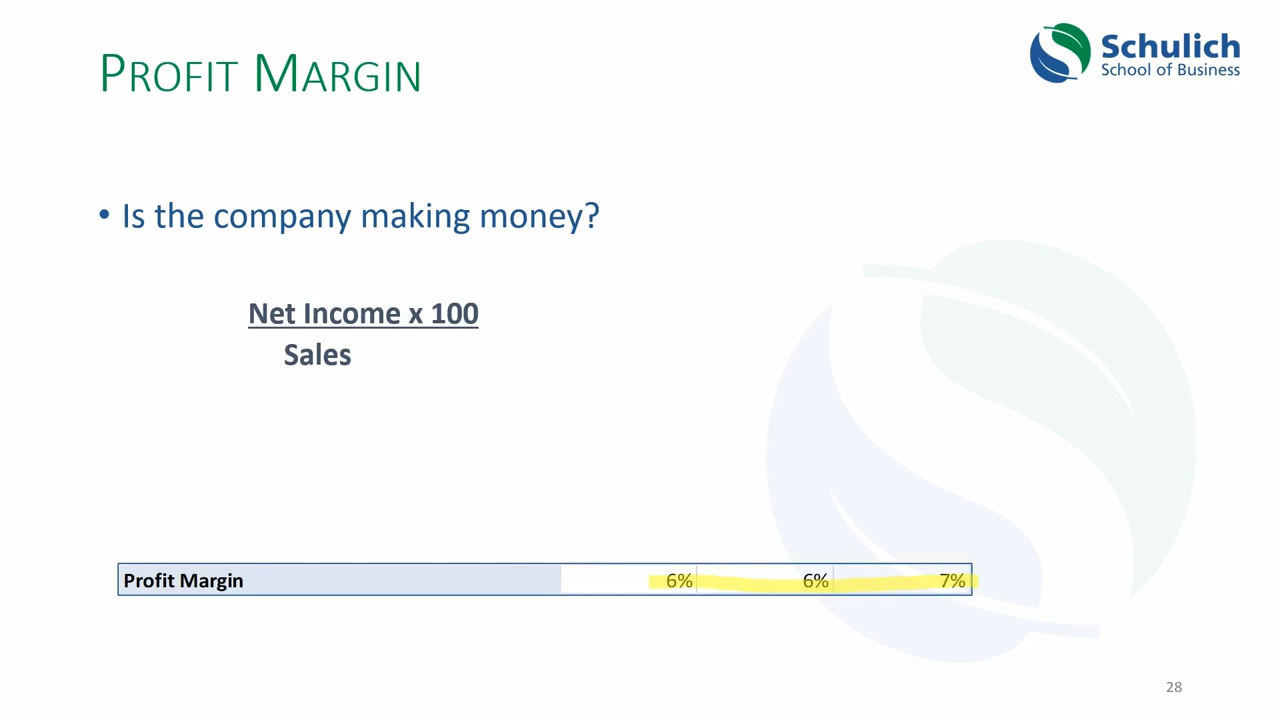 PROFIT MARGIN
Schulich
School of Business
• Is the company making money?
Net Income x 100
Sales
Profit Margin 6% 6% 7%
28